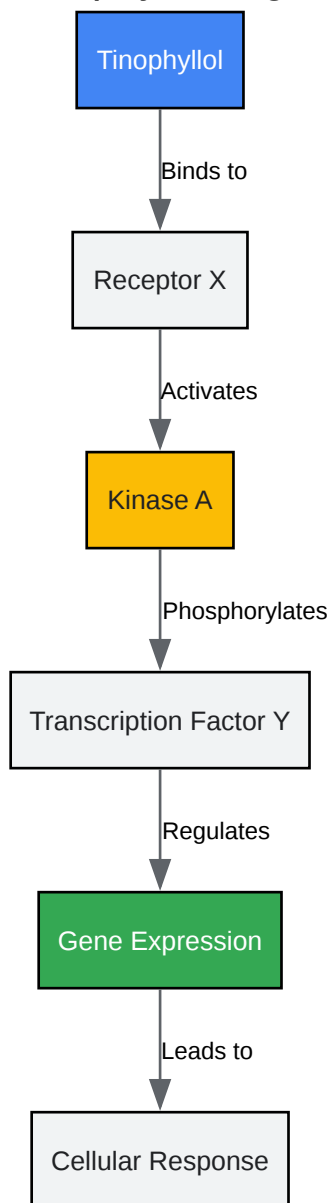 Tinophyllol
Binds to
Receptor X
Activates
Kinase A
Phosphorylates
Transcription Factor Y
Regulates
Gene Expression
Leads to
Cellular Response